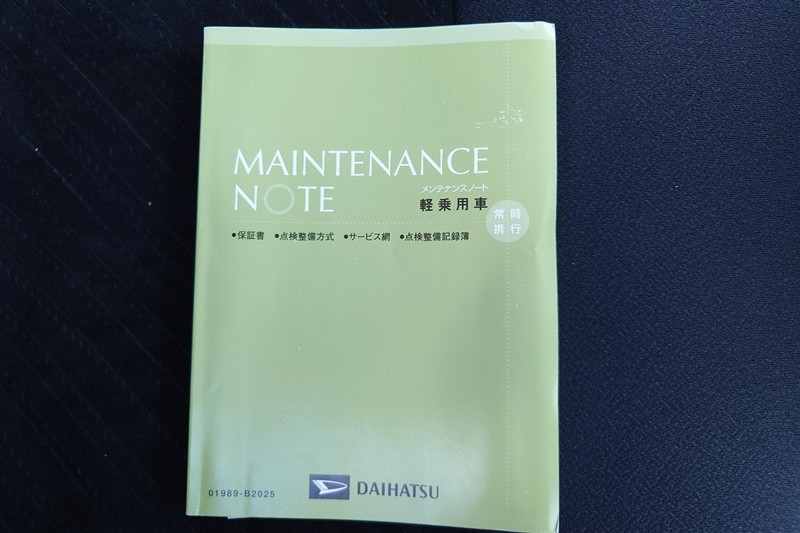 MAINTENANCE
NOTE
メンテナンスノート
軽乗用車
常時
携行
●保証書 ●点検整備方式 ●サービス網 ●点検整備記録簿
01989-B2025
DAIHATSU